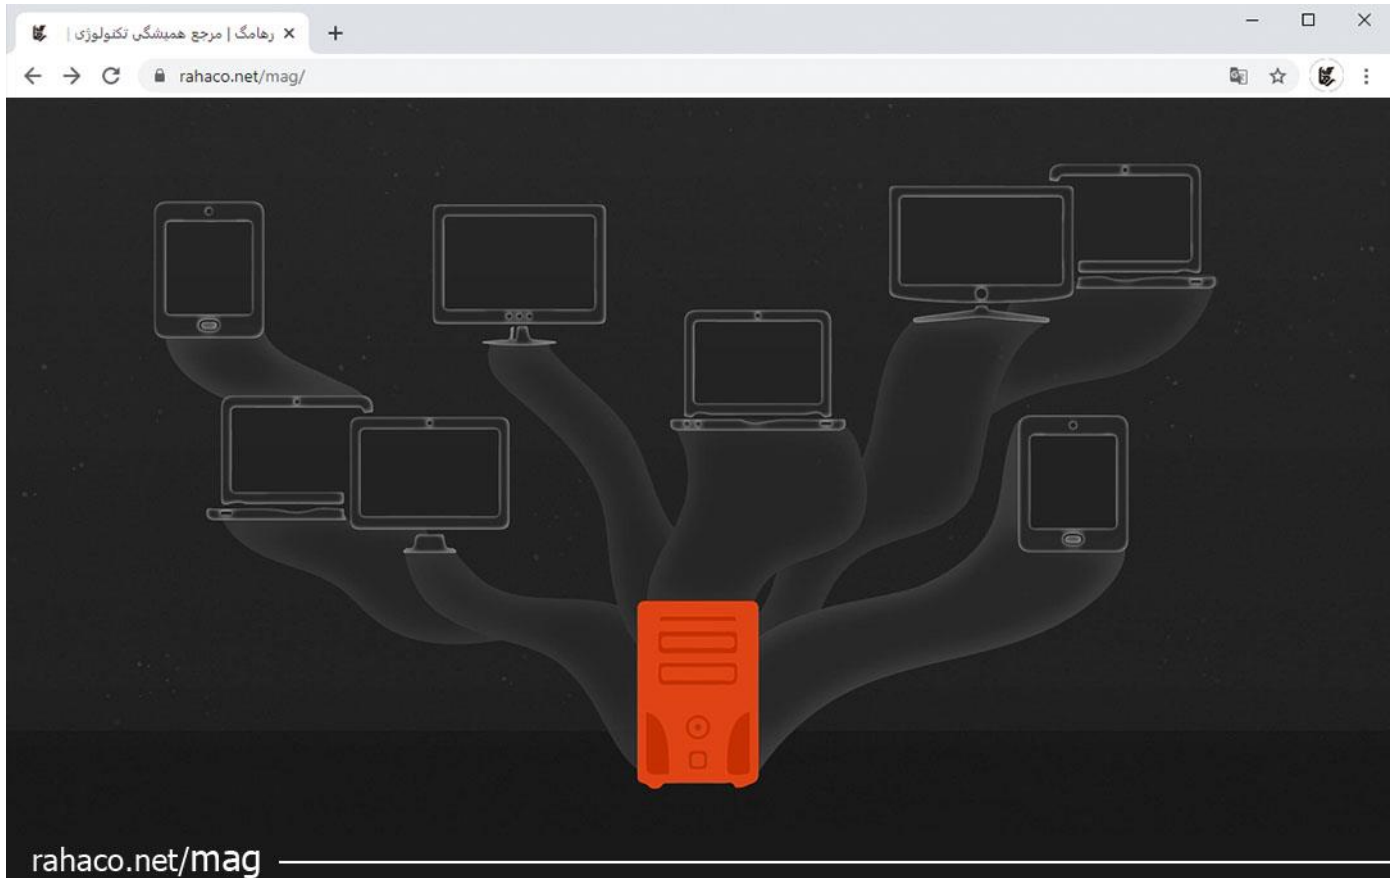 رهامگ | مرجع همیشگی تکنولوژی |
rahaco.net/mag/
rahaco.net/mag